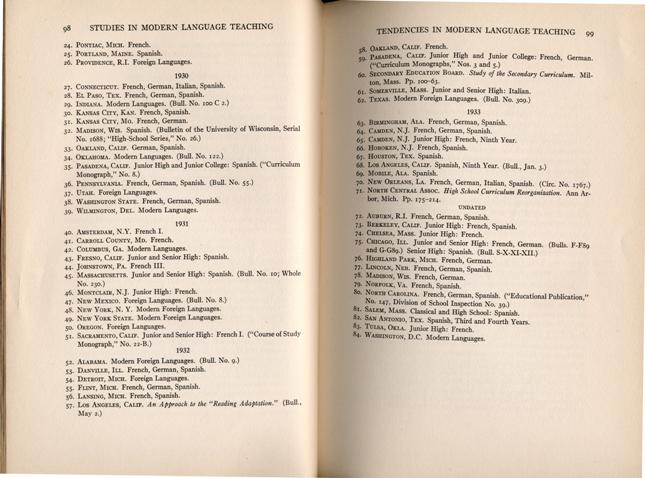 98 STUDIES IN MODERN LANGUAGE TEACHING
24. PONTIAC, MICH. French.
25. PORTLAND, MAINE. Spanish.
26. PROVIDENCE, R.I. Foreign Languages.
1930
27. CONNECTICUT. French, German, Italian, Spanish.
28. EL PASO, TEX. French, German, Spanish.
29. INDIANA. Modern Languages. (Bull. No. 100 C 2.)
30. KANSAS CITY, KAN. French, Spanish.
31. KANSAS CITY, MO. French, German.
32. MADISON, WIS. Spanish. (Bulletin of the University of Wisconsin, Serial
No. 1688; "High-School Series," No. 26.)
33. OAKLAND, CALIF. German, Spanish.
34. OKLAHOMA. Modern Languages. (Bull. No. 122.)
35. PASADENA, CALIF. Junior High and Junior College: Spanish. ("Curriculum
Monograph," No. 8.)
36. PENNSYLVANIA. French, German, Spanish. (Bull. No. 55.)
37. UTAH. Foreign Languages.
38. WASHINGTON STATE. French, German, Spanish.
39. WILMINGTON, DEL. Modern Languages.
1931
40. AMSTERDAM, N.Y. French I.
41. CARROLL COUNTY, MD. French.
42. COLUMBUS, GA. Modern Languages.
43. FRESNO, CALIF. Junior and Senior High: Spanish.
44. JOHNSTOWN, PA. French III.
45. MASSACHUSETTS. Junior and Senior High: Spanish. (Bull. No. 10; Whole
No. 230.)
46. MONTCLAIR, N.J. Junior High: French.
47. NEW MEXICO. Foreign Languages. (Bull. No. 8.)
48. NEW YORK, N. Y. Modern Foreign Languages.
49. NEW YORK STATE. Modern Foreign Languages.
50. OREGON. Foreign Languages.
51. SACRAMENTO, CALIF. Junior and Senior High: French I. ("Course of Study
Monograph," No. 22-B.)
1932
52. ALABAMA. Modern Foreign Languages. (Bull. No. 9.)
53. DANVILLE, ILL. French, German, Spanish.
54. DETROIT, MICH. Modern Foreign Languages.
55. FLINT, MICH. French, German, Spanish.
56. LANSING, MICH. French, Spanish.
57. LOS ANGELES, CALIF. An Approach to the "Reading Adaptation." (Bull.,
May 2.)
TENDENCIES IN MODERN LANGUAGE TEACHING 99
58. OAKLAND, CALIF. French.
59. PASADENA, CALIF. Junior High and Junior College: French, German.
("Curriculum Monographs," Nos. 3 and 5.)
60. SECONDARY EDUCATION BOARD. Study of the Secondary Curriculum. Mil-
ton, Mass. Pp. 100-63.
61. SOMERVILLE, MASS. Junior and Senior High: Italian.
62. TEXAS. Modern Foreign Languages. (Bull. No. 309.)
1933
63. BIRMINGHAM, ALA. French, German, Spanish.
64. CAMDEN, N.J. French, German, Spanish.
65. CAMDEN, N.J. Junior High: French, Ninth Year.
66. HOBOKEN, N.J. French, Spanish.
67. HOUSTON, TEX. Spanish.
68. LOS ANGELES, CALIF. Spanish, Ninth Year. (Bull., Jan. 3.)
69. MOBILE, ALA. Spanish.
70. NEW ORLEANS, LA. French, German, Italian, Spanish. (Circ. No. 1767.)
71. NORTH CENTRAL ASSOC. High School Curriculum Reorganization. Ann Ar-
bor, Mich. Pp. 175-214.
UNDATED
72. AUBURN, R.I. French, German, Spanish.
73. BERKELEY, CALIF. Junior High: French, Spanish.
74. CHELSEA, MASS. Junior High: French.
75. CHICAGO, ILL. Junior and Senior High: French, German. (Bulls. F-F89
and G-G89.) Senior High: Spanish. (Bull. S-X-XI-XII.)
76. HIGHLAND PARK, MICH. French, German.
77. LINCOLN, NEB. French, German, Spanish.
78. MADISON, WIS. French, German.
79. NORFOLK, VA. French, Spanish.
80. NORTH CAROLINA. French, German, Spanish. ("Educational Publication,"
No. 147, Division of School Inspection No. 39.)
81. SALEM, MASS. Classical and High School: Spanish.
82. SAN ANTONIO, TEX. Spanish, Third and Fourth Years.
83. TULSA, OKLA. Junior High: French.
84. WASHINGTON, D.C. Modern Languages.